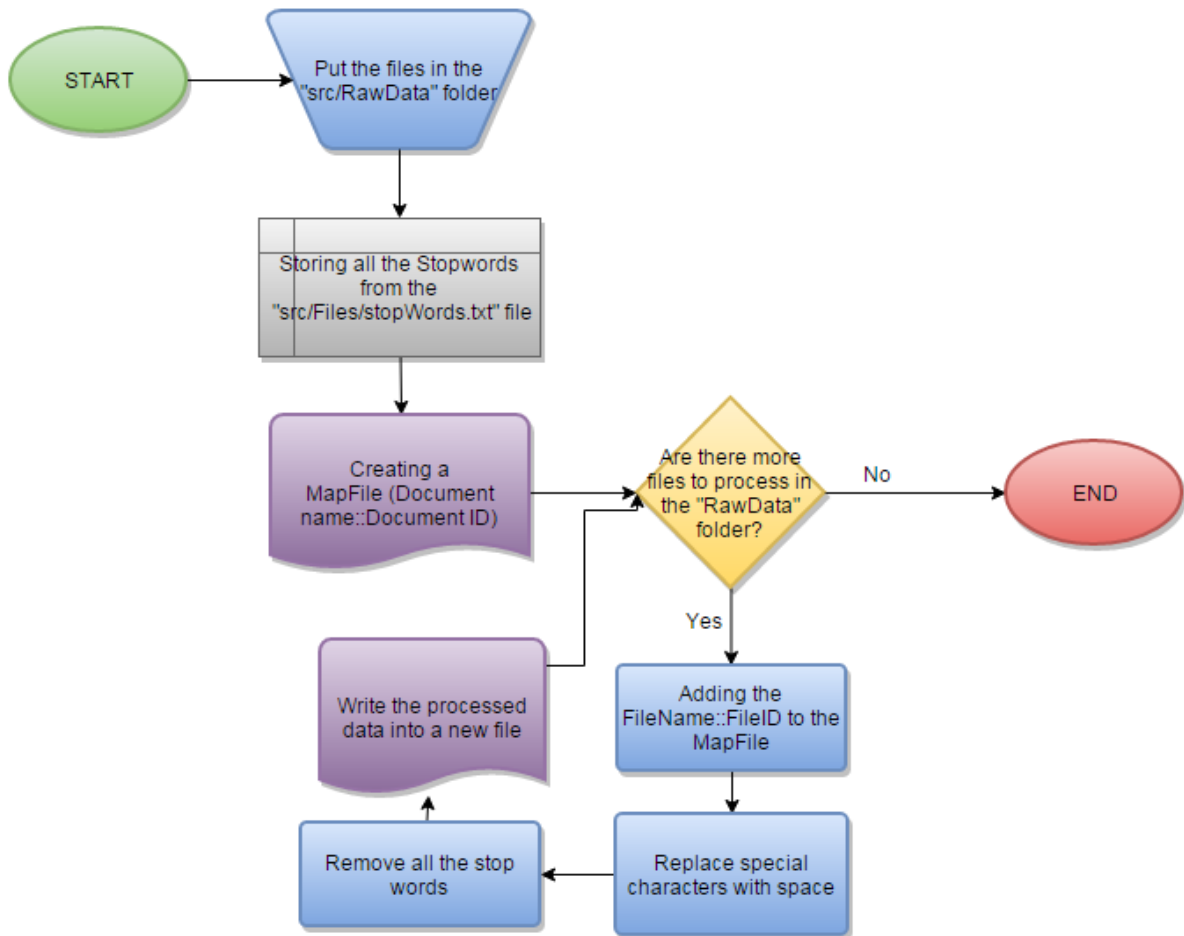 START
Put the files in the
"src/RawData" folder
Storing all the Stopwords
from the
"src/Files/stopWords.txt" file
Creating a
MapFile (Document
name::Document ID)
Are there more
files to process in
the "RawData"
folder?
No
END
Yes
Adding the
FileName::FileID to the
MapFile
Replace special
characters with space
Remove all the stop
words
Write the processed
data into a new file